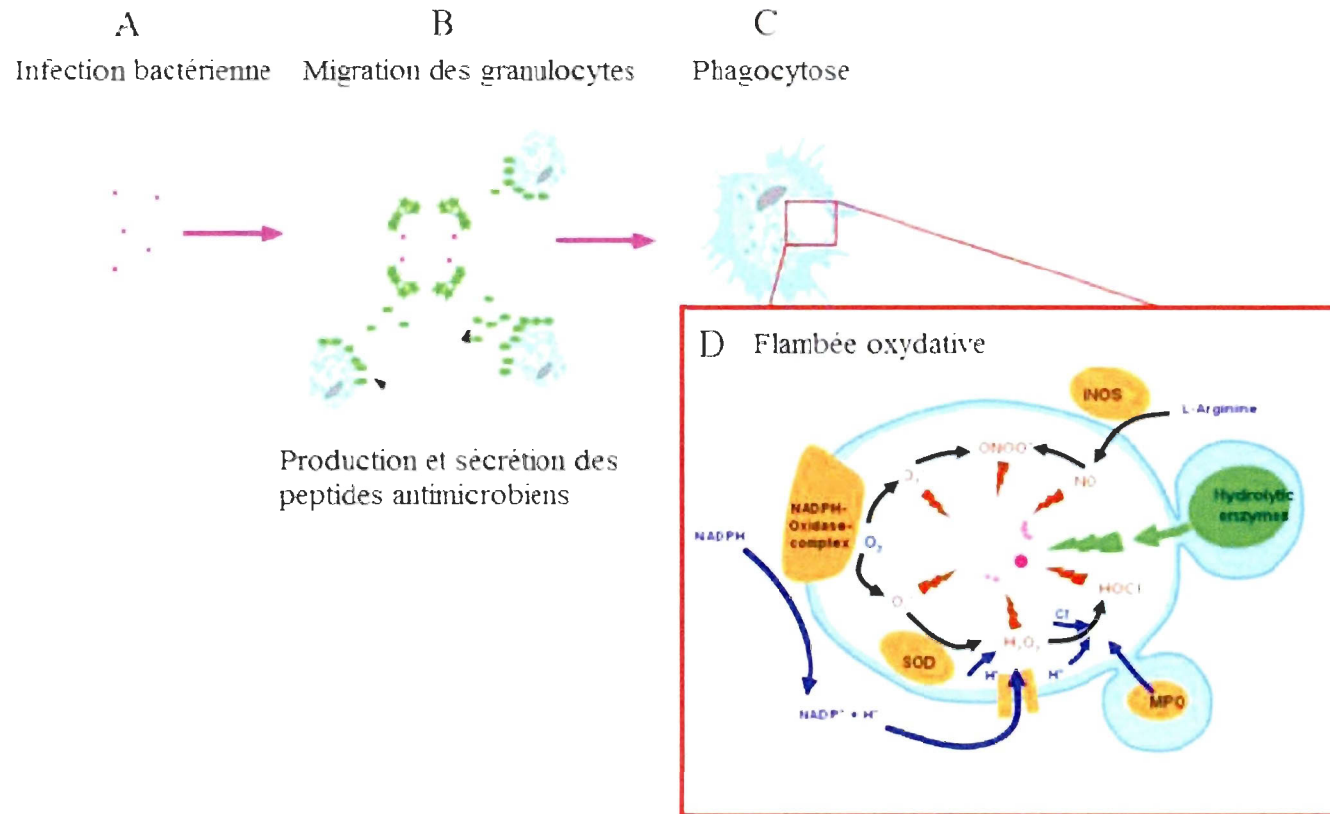 A
Infection bactérienne
B
Migration des granulocytes
C
Phagocytose
Production et sécrétion des
peptides antimicrobiens
D Flambée oxydative
INOS
L-Arginine
ONOO⁻
NO
NADPH-
Oxidase-
complex
O₂
NADPH
Hydrolytic
enzymes
HOCl
Cl⁻
H₂O₂
SOD
H⁺
H⁺
MPO
NADP⁺ + H⁺